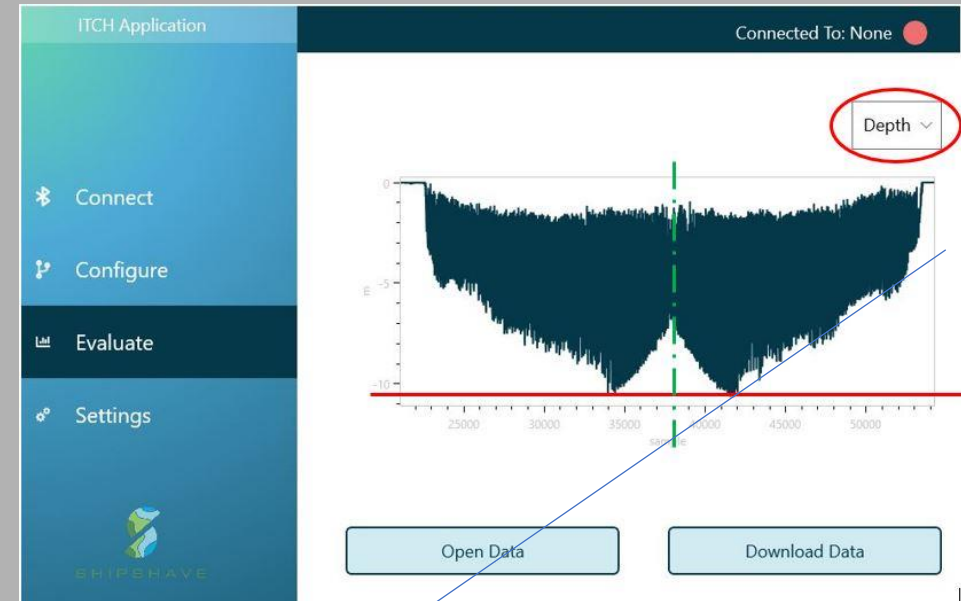 ITCH Application
Connected To: None
Depth
Connect
Configure
Evaluate
Settings
SHIPSHAVE
0
-5
-10
m
25000 30000 35000 40000 45000 50000
sample
Open Data
Download Data